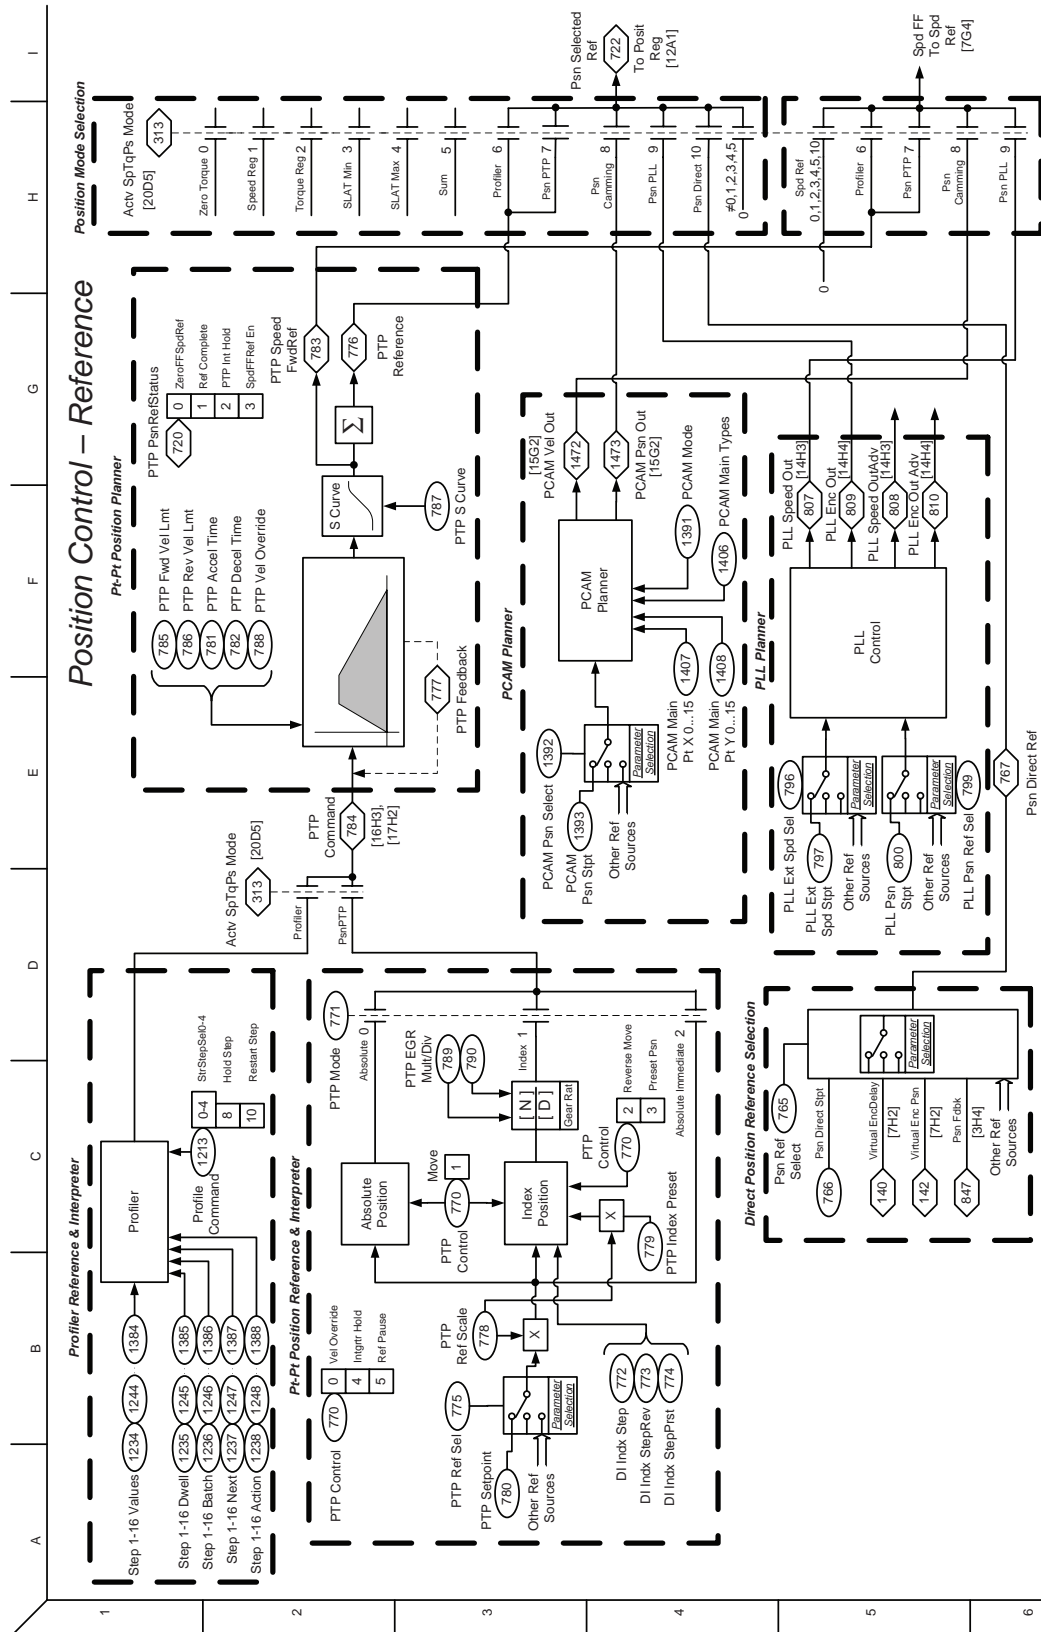 Position Control – Reference
A
B
C
D
E
F
G
H
I
1
2
3
4
5
6
Profiler Reference & Interpreter
Step 1-16 Values
1234
1244
1384
Step 1-16 Dwell
1235
1245
1385
Step 1-16 Batch
1236
1246
1386
Step 1-16 Next
1237
1247
1387
Step 1-16 Action
1238
1248
1388
Profiler
Profile
Command
1213
0-4
StrStepSel0-4
8
Hold Step
10
Restart Step
Pt-Pt Position Reference & Interpreter
PTP Control
770
0
Vel Override
4
Intgrtr Hold
5
Ref Pause
PTP Ref Sel
775
PTP Setpoint
780
Other Ref
Sources
Parameter
Selection
PTP
Ref Scale
778
X
DI Indx Step
772
DI Indx StepRev
773
DI Indx StepPrst
774
Absolute
Position
PTP
Control
770
Move
1
Index
Position
X
779
PTP Index Preset
PTP
Control
770
2
Reverse Move
3
Preset Psn
PTP EGR
Mult/Div
789
790
[ N ]
[ D ]
Gear Rat
PTP Mode
771
Absolute 0
Index 1
Absolute Immediate 2
Actv SpTqPs Mode
313
[20D5]
Profiler
PsnPTP
PTP
Command
784
[16H3],
[17H2]
Pt-Pt Position Planner
785
PTP Fwd Vel Lmt
786
PTP Rev Vel Lmt
781
PTP Accel Time
782
PTP Decel Time
788
PTP Vel Override
777
PTP Feedback
S Curve
787
PTP S Curve
Σ
PTP PsnRefStatus
720
0
ZeroFFSpdRef
1
Ref Complete
2
PTP Int Hold
3
SpdFFRef En
PTP Speed
FwdRef
783
776
PTP
Reference
PCAM Planner
PCAM Psn Select
1392
PCAM
Psn Stpt
1393
Other Ref
Sources
Parameter
Selection
PCAM
Planner
PCAM Main
Pt X 0...15
1407
PCAM Main
Pt Y 0...15
1408
1391
PCAM Mode
1406
PCAM Main Types
[15G2]
PCAM Vel Out
1472
1473
PCAM Psn Out
[15G2]
PLL Planner
PLL Ext Spd Sel
796
PLL Ext
Spd Stpt
797
Other Ref
Sources
Parameter
Selection
PLL Psn
Stpt
800
Other Ref
Sources
Parameter
Selection
PLL Psn Ref Sel
799
PLL
Control
PLL Speed Out
[14H3]
807
PLL Enc Out
[14H4]
809
PLL Speed OutAdv
[14H3]
808
PLL Enc Out Adv
[14H4]
810
Direct Position Reference Selection
Psn Ref
Select
765
Psn Direct Stpt
766
Virtual EncDelay
140
[7H2]
Virtual Enc Psn
142
[7H2]
Psn Fdbk
847
[3H4]
Other Ref
Sources
Parameter
Selection
767
Psn Direct Ref
Position Mode Selection
Actv SpTqPs Mode
[20D5]
313
Zero Torque 0
Speed Reg 1
Torque Reg 2
SLAT Min 3
SLAT Max 4
Sum 5
Profiler 6
Psn PTP 7
Psn
Camming 8
Psn PLL 9
Psn Direct 10
≠0,1,2,3,4,5
0
Psn Selected
Ref
722
To Posit
Reg
[12A1]
Spd Ref
0,1,2,3,4,5,10
0
Profiler 6
Psn PTP 7
Psn
Camming 8
Psn PLL 9
Spd FF
To Spd
Ref
[7G4]